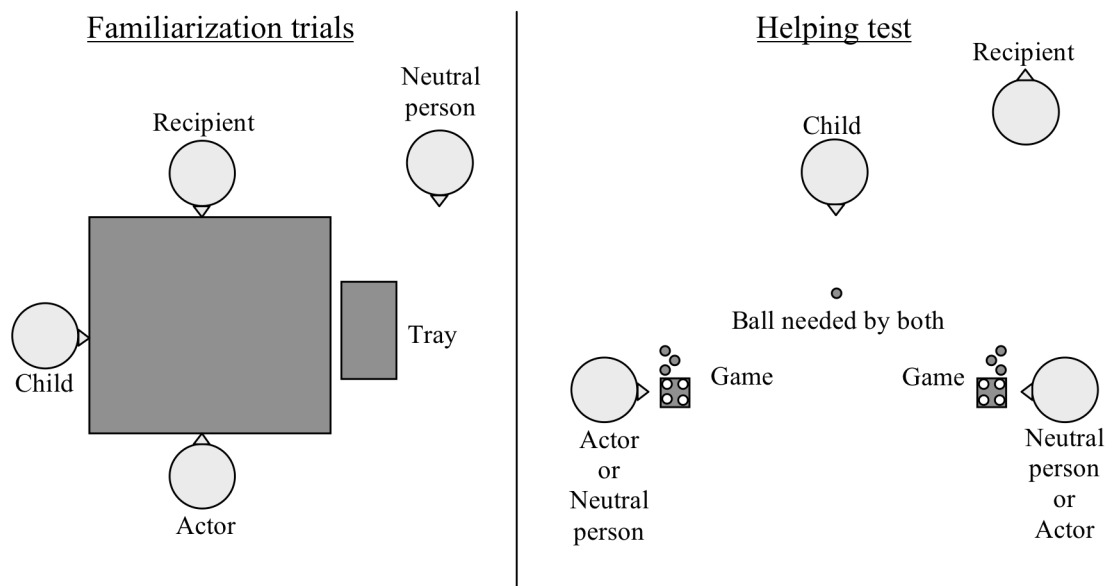 Familiarization trials
Neutral
person
Recipient
Tray
Child
Actor
Helping test
Recipient
Child
Ball needed by both
Game
Game
Actor
or
Neutral
person
Neutral
person
or
Actor